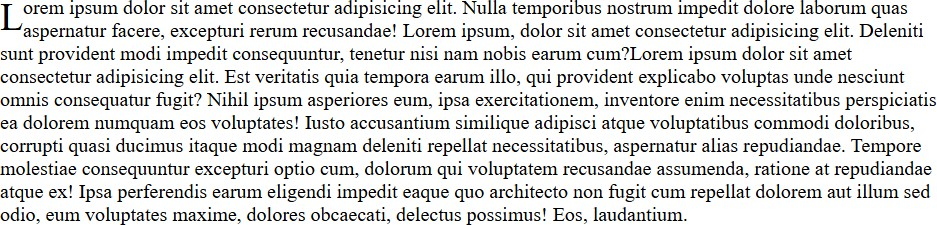 Lorem ipsum dolor sit amet consectetur adipisicing elit. Nulla temporibus nostrum impedit dolore laborum quas
aspernatur facere, excepturi rerum recusandae! Lorem ipsum, dolor sit amet consectetur adipisicing elit. Deleniti
sunt provident modi impedit consequuntur, tenetur nisi nam nobis earum cum?Lorem ipsum dolor sit amet
consectetur adipisicing elit. Est veritatis quia tempora earum illo, qui provident explicabo voluptas unde nesciunt
omnis consequatur fugit? Nihil ipsum asperiores eum, ipsa exercitationem, inventore enim necessitatibus perspiciatis
ea dolorem numquam eos voluptates! Iusto accusantium similique adipisci atque voluptatibus commodi doloribus,
corrupti quasi ducimus itaque modi magnam deleniti repellat necessitatibus, aspernatur alias repudiandae. Tempore
molestiae consequuntur excepturi optio cum, dolorum qui voluptatem recusandae assumenda, ratione at repudiandae
atque ex! Ipsa perferendis earum eligendi impedit eaque quo architecto non fugit cum repellat dolorem aut illum sed
odio, eum voluptates maxime, dolores obcaecati, delectus possimus! Eos, laudantium.